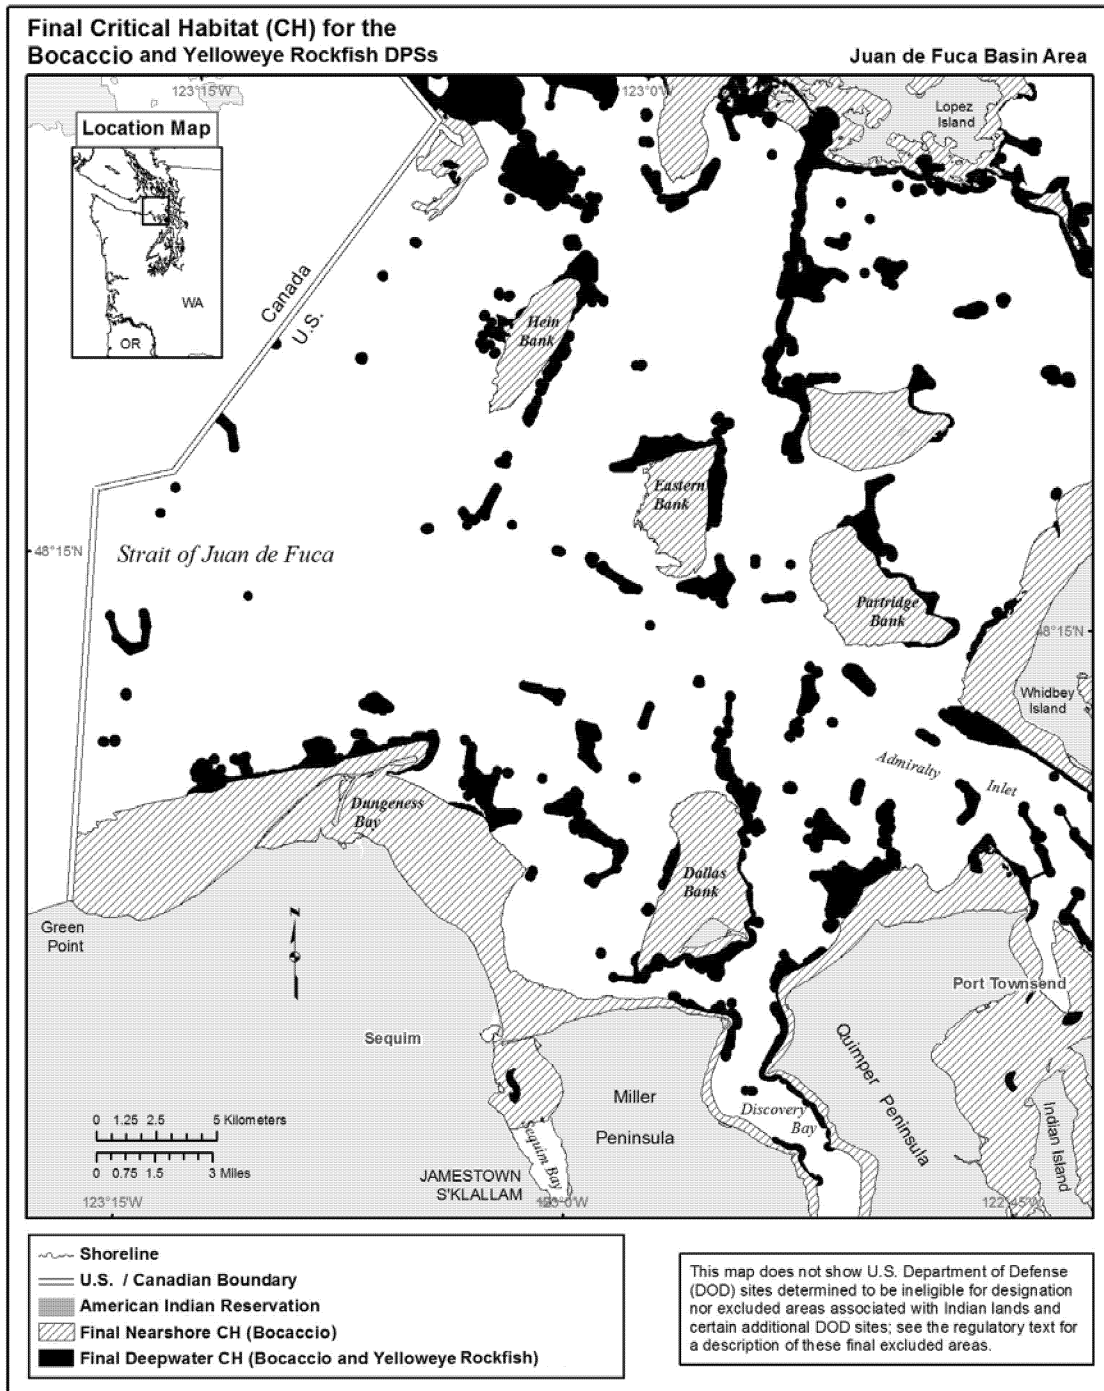 Final Critical Habitat (CH) for the
Bocaccio and Yelloweye Rockfish DPSs
Juan de Fuca Basin Area
123°15'W
123°0'W
Lopez
Island
Location Map
WA
OR
Canada
U.S.
Hein
Bank
Eastern
Bank
48°15'N
Strait of Juan de Fuca
Partridge
Bank
48°15'N
Whidbey
Island
Admiralty
Inlet
Dungeness
Bay
Dallas
Bank
Green
Point
Z
Port Townsend
Sequim
Quimper Peninsula
Miller
Peninsula
Discovery
Bay
Indian Island
Sequim Bay
0 1.25 2.5 5 Kilometers
0 0.75 1.5 3 Miles
JAMESTOWN
S'KLALLAM
123°15'W
123°0'W
122°45'W
Shoreline
U.S. / Canadian Boundary
American Indian Reservation
Final Nearshore CH (Bocaccio)
Final Deepwater CH (Bocaccio and Yelloweye Rockfish)
This map does not show U.S. Department of Defense
(DOD) sites determined to be ineligible for designation
nor excluded areas associated with Indian lands and
certain additional DOD sites; see the regulatory text for
a description of these final excluded areas.